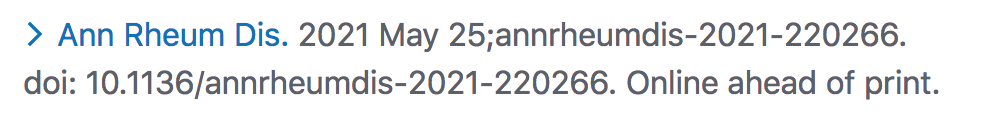 > Ann Rheum Dis. 2021 May 25;annrheumdis-2021-220266.
doi: 10.1136/annrheumdis-2021-220266. Online ahead of print.